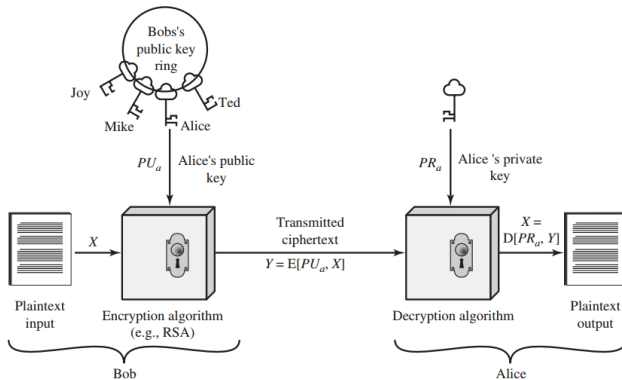 Bobs's
public key
ring
Joy
Ted
Mike
Alice
PUa
Alice's public
key
PRa
Alice 's private
key
X
Transmitted
ciphertext
Y = E[PUa, X]
X =
D[PRa, Y]
Plaintext
input
Encryption algorithm
(e.g., RSA)
Decryption algorithm
Plaintext
output
Bob
Alice